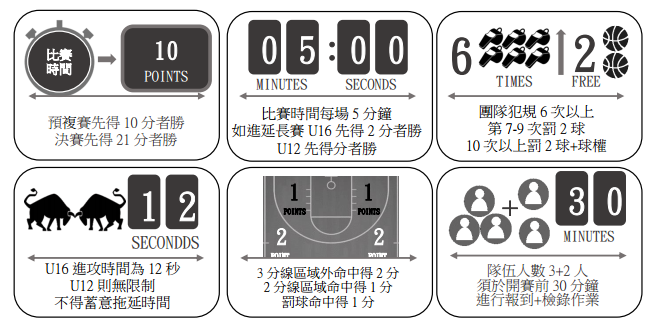 比賽
時間
10
POINTS
預複賽先得 10 分者勝
決賽先得 21 分者勝
05:00
MINUTES SECONDS
比賽時間每場 5 分鐘
如進延長賽 U16 先得 2 分者勝
U12 先得分者勝
6 2
TIMES FREE
團隊犯規 6 次以上
第 7-9 次罰 2 球
10 次以上罰 2 球+球權
12
SECONDDS
U16 進攻時間為 12 秒
U12 則無限制
不得蓄意拖延時間
1 1
POINTS POINTS
2 2
POINT POINT
3 分線區域外命中得 2 分
2 分線區域命中得 1 分
罰球命中得 1 分
+ 30
MINUTES
隊伍人數 3+2 人
須於開賽前 30 分鐘
進行報到+檢錄作業